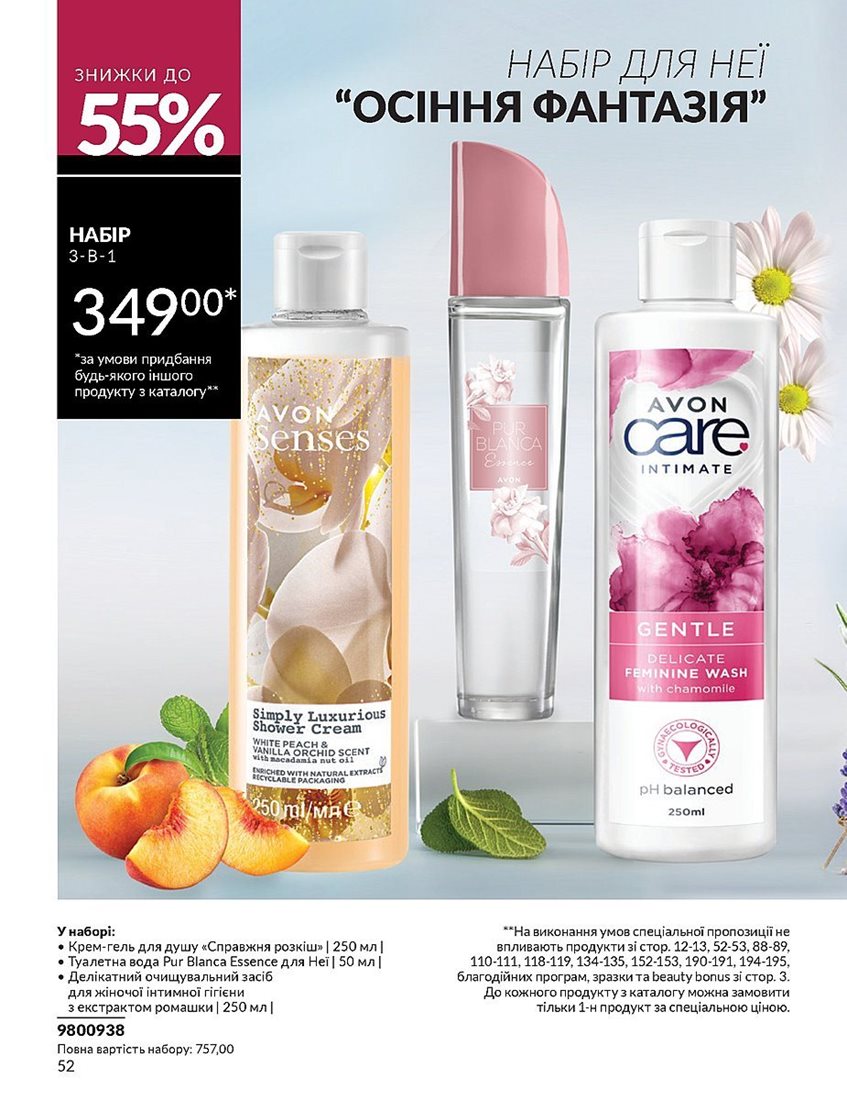 ЗНИЖКИ ДО
55%
НАБІР ДЛЯ НЕЇ
“ОСІННЯ ФАНТАЗІЯ”
НАБІР
3-В-1
349⁰⁰*
*за умови придбання
будь-якого іншого
продукту з каталогу**
AVON
senses
Simply Luxurious
Shower Cream
WHITE PEACH &
VANILLA ORCHID SCENT
with macadamia nut oil
ENRICHED WITH NATURAL EXTRACTS
RECYCLABLE PACKAGING
250 ml/мл e
PUR
BLANCA
Essence
AVON
AVON
care
INTIMATE
GENTLE
DELICATE
FEMININE WASH
with chamomile
GYNAECOLOGICALLY
TESTED
pH balanced
250ml
У наборі:
• Крем-гель для душу «Справжня розкіш» | 250 мл |
• Туалетна вода Pur Blanca Essence для Неї | 50 мл |
• Делікатний очищувальний засіб
для жіночої інтимної гігієни
з екстрактом ромашки | 250 мл |
9800938
Повна вартість набору: 757,00
52
**На виконання умов спеціальної пропозиції не
впливають продукти зі стор. 12-13, 52-53, 88-89,
110-111, 118-119, 134-135, 152-153, 190-191, 194-195,
благодійних програм, зразки та beauty bonus зі стор. 3.
До кожного продукту з каталогу можна замовити
тільки 1-н продукт за спеціальною ціною.